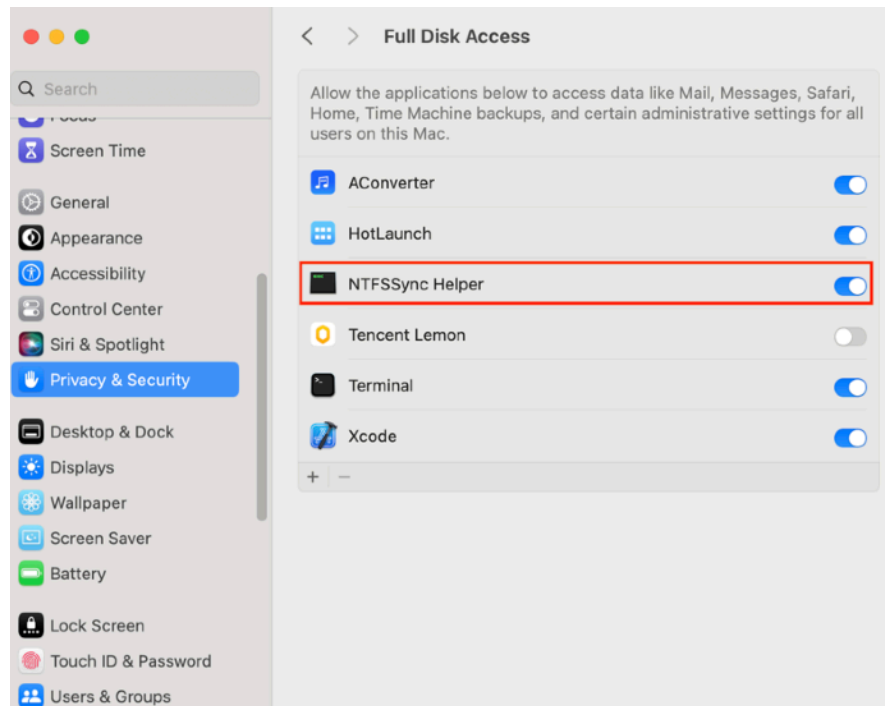 Full Disk Access
Search
Screen Time
General
Appearance
Accessibility
Control Center
Siri & Spotlight
Privacy & Security
Desktop & Dock
Displays
Wallpaper
Screen Saver
Battery
Lock Screen
Touch ID & Password
Users & Groups
Allow the applications below to access data like Mail, Messages, Safari,
Home, Time Machine backups, and certain administrative settings for all
users on this Mac.
AConverter
HotLaunch
NTFSSync Helper
Tencent Lemon
Terminal
Xcode